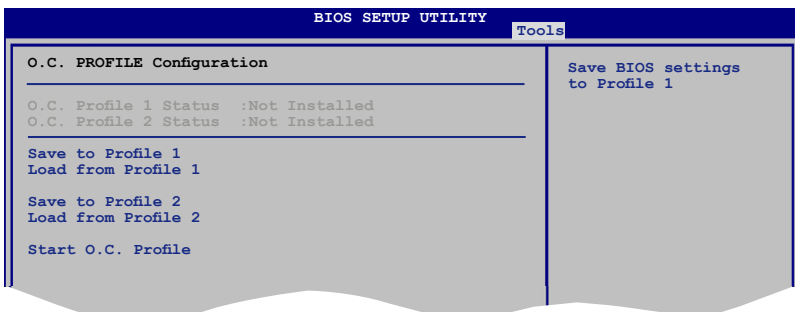 BIOS SETUP UTILITY
Tools
O.C. PROFILE Configuration
O.C. Profile 1 Status :Not Installed
O.C. Profile 2 Status :Not Installed
Save to Profile 1
Load from Profile 1
Save to Profile 2
Load from Profile 2
Start O.C. Profile
Save BIOS settings
to Profile 1